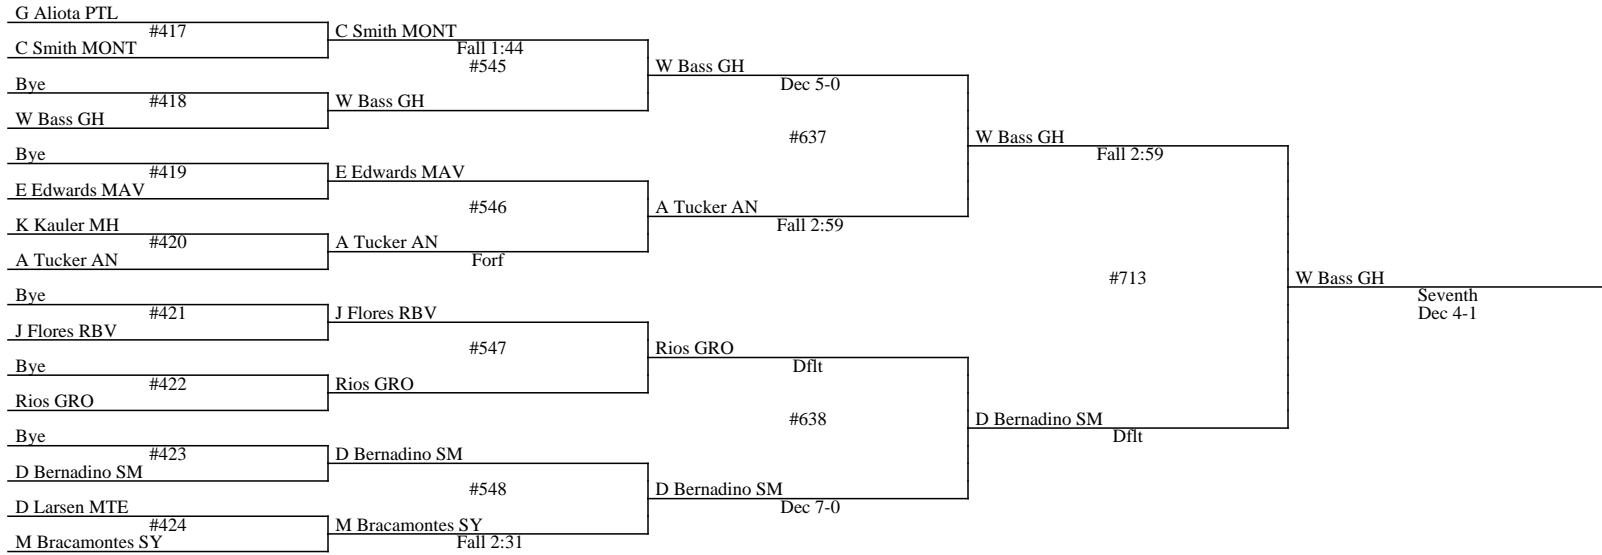 G Aliota PTL
#417
C Smith MONT
Bye
#418
W Bass GH
Bye
#419
E Edwards MAV
K Kauler MH
#420
A Tucker AN
Bye
#421
J Flores RBV
Bye
#422
Rios GRO
Bye
#423
D Bernadino SM
D Larsen MTE
#424
M Bracamontes SY
C Smith MONT
Fall 1:44
#545
W Bass GH
E Edwards MAV
#546
A Tucker AN
Forf
J Flores RBV
#547
Rios GRO
D Bernadino SM
#548
M Bracamontes SY
Fall 2:31
W Bass GH
Dec 5-0
#637
A Tucker AN
Fall 2:59
Rios GRO
Dflt
#638
D Bernadino SM
Dec 7-0
W Bass GH
Fall 2:59
#713
D Bernadino SM
Dflt
W Bass GH
Seventh
Dec 4-1